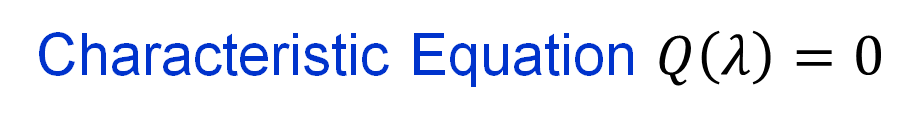 Characteristic Equation 𝑄(𝜆) = 0